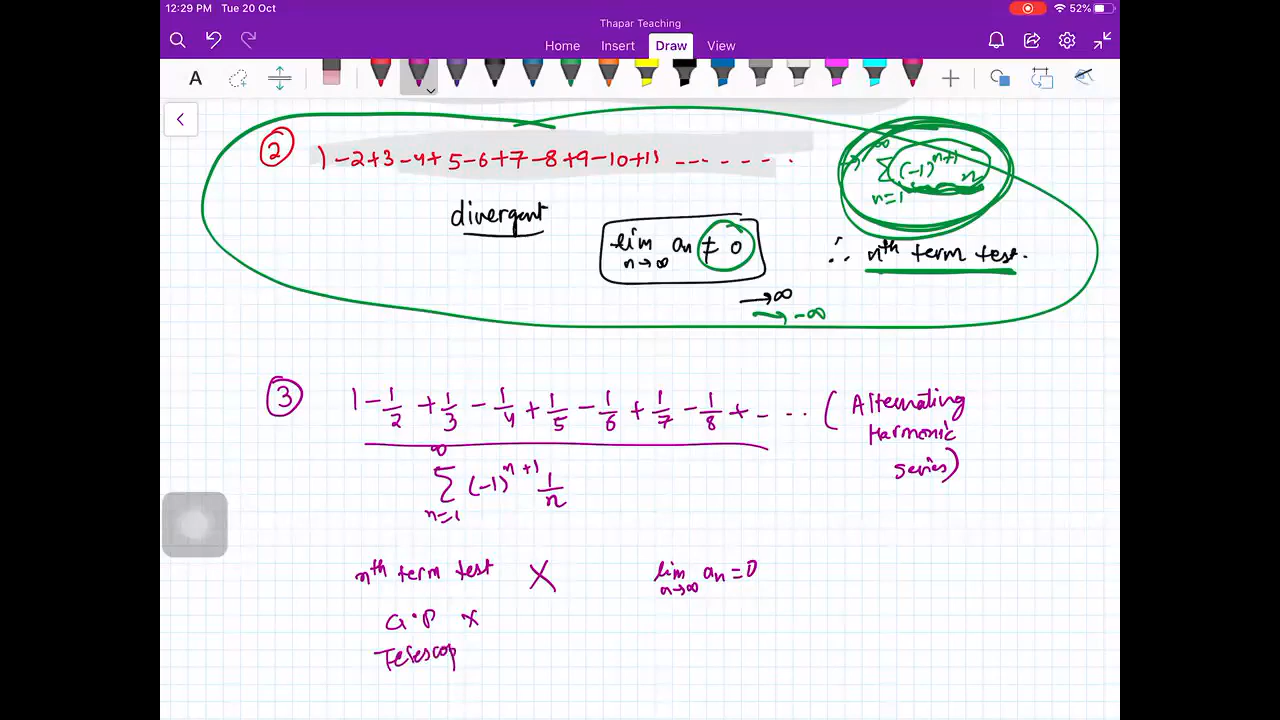 12:29 PM Tue 20 Oct
52%
Thapar Teaching
Home Insert Draw View
A
② 1 - 2 + 3 - 4 + 5 - 6 + 7 - 8 + 9 - 10 + 11 - - - - - - .
→ ∞ Σ n=1 (-1)^{n+1} n
divergent
lim n→∞ an ≠ 0
∴ nth term test.
→ ∞
→ -∞
③ 1 - 1/2 + 1/3 - 1/4 + 1/5 - 1/6 + 1/7 - 1/8 + - . . (Alternating
Harmonic
series)
∞ Σ n=1 (-1)^{n+1} 1/n
nth term test X lim n→∞ an = 0
G.P x
Telescop